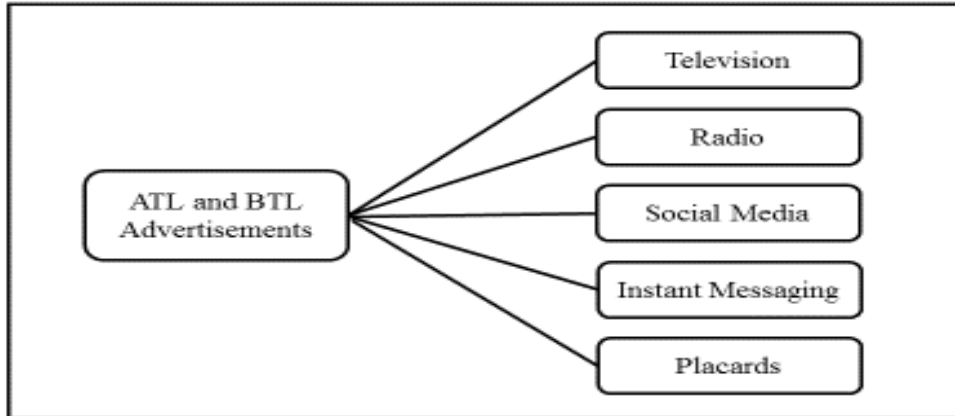 Television
Radio
ATL and BTL
Advertisements
Social Media
Instant Messaging
Placards